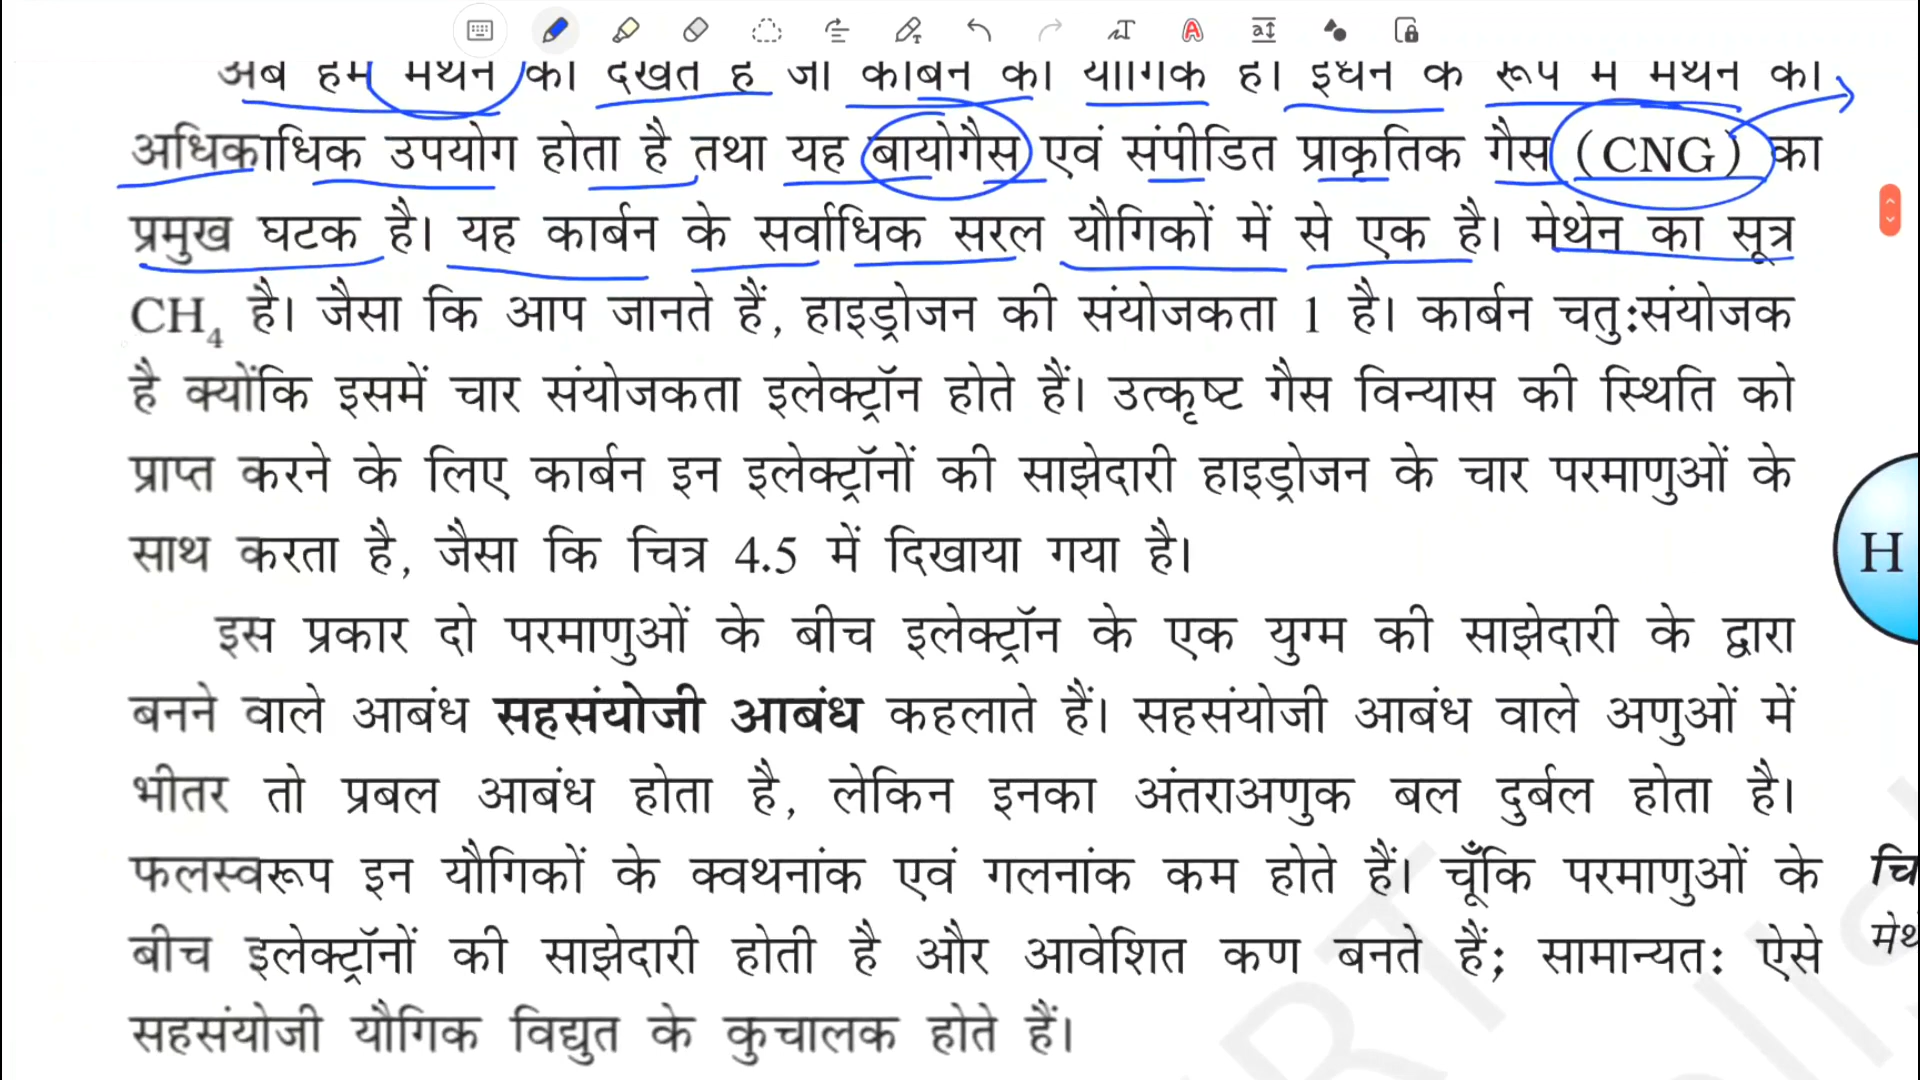 अब हम मेथेन को देखते हैं जो कार्बन का यौगिक है। ईंधन के रूप में मेथेन का
अधिकाधिक उपयोग होता है तथा यह बायोगैस एवं संपीडित प्राकृतिक गैस (CNG) का
प्रमुख घटक है। यह कार्बन के सर्वाधिक सरल यौगिकों में से एक है। मेथेन का सूत्र
CH₄ है। जैसा कि आप जानते हैं, हाइड्रोजन की संयोजकता 1 है। कार्बन चतुःसंयोजक
है क्योंकि इसमें चार संयोजकता इलेक्ट्रॉन होते हैं। उत्कृष्ट गैस विन्यास की स्थिति को
प्राप्त करने के लिए कार्बन इन इलेक्ट्रॉनों की साझेदारी हाइड्रोजन के चार परमाणुओं के
साथ करता है, जैसा कि चित्र 4.5 में दिखाया गया है।
H
इस प्रकार दो परमाणुओं के बीच इलेक्ट्रॉन के एक युग्म की साझेदारी के द्वारा
बनने वाले आबंध सहसंयोजी आबंध कहलाते हैं। सहसंयोजी आबंध वाले अणुओं में
भीतर तो प्रबल आबंध होता है, लेकिन इनका अंतराअणुक बल दुर्बल होता है।
फलस्वरूप इन यौगिकों के क्वथनांक एवं गलनांक कम होते हैं। चूँकि परमाणुओं के
बीच इलेक्ट्रॉनों की साझेदारी होती है और आवेशित कण बनते हैं; सामान्यतः ऐसे
सहसंयोजी यौगिक विद्युत के कुचालक होते हैं।